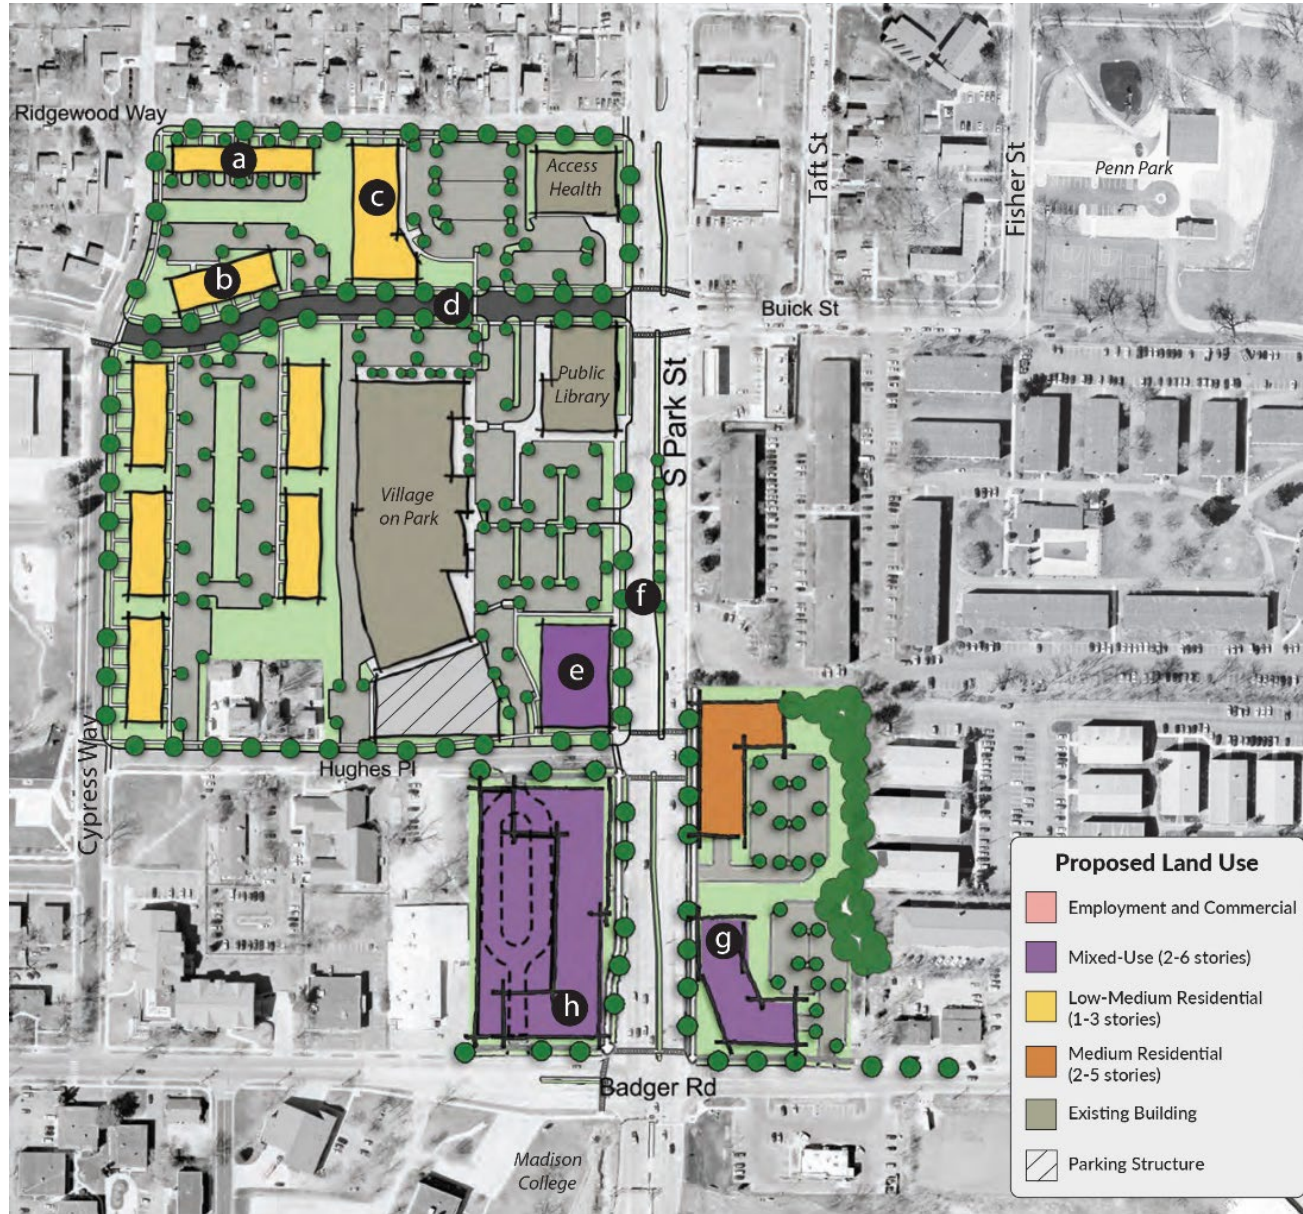 Ridgewood Way
a
Access
Health
c
b
d
Buick St
Taft St
Fisher St
Penn Park
Public
Library
S Park St
Village
on Park
f
e
Cypress Way
Hughes Pl
g
h
Badger Rd
Madison
College
Proposed Land Use
Employment and Commercial
Mixed-Use (2-6 stories)
Low-Medium Residential
(1-3 stories)
Medium Residential
(2-5 stories)
Existing Building
Parking Structure